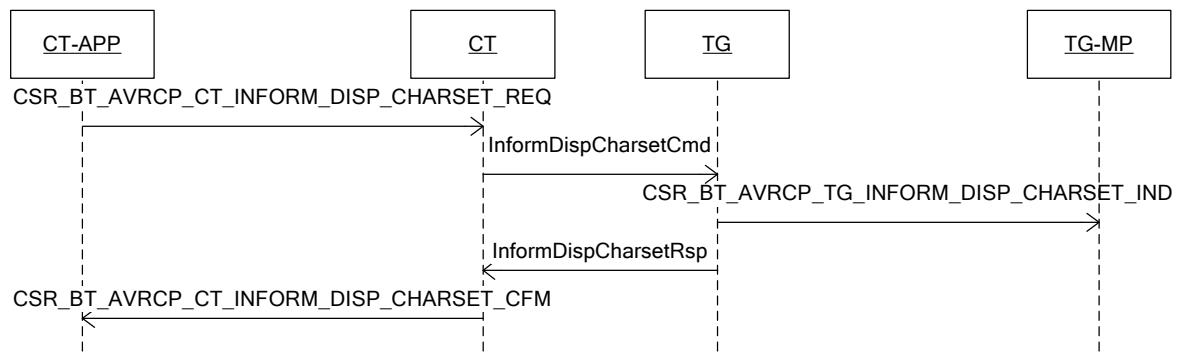 CT-APP
CT
TG
TG-MP
CSR_BT_AVRCP_CT_INFORM_DISP_CHARSET_REQ
InformDispCharsetCmd
CSR_BT_AVRCP_TG_INFORM_DISP_CHARSET_IND
InformDispCharsetRsp
CSR_BT_AVRCP_CT_INFORM_DISP_CHARSET_CFM